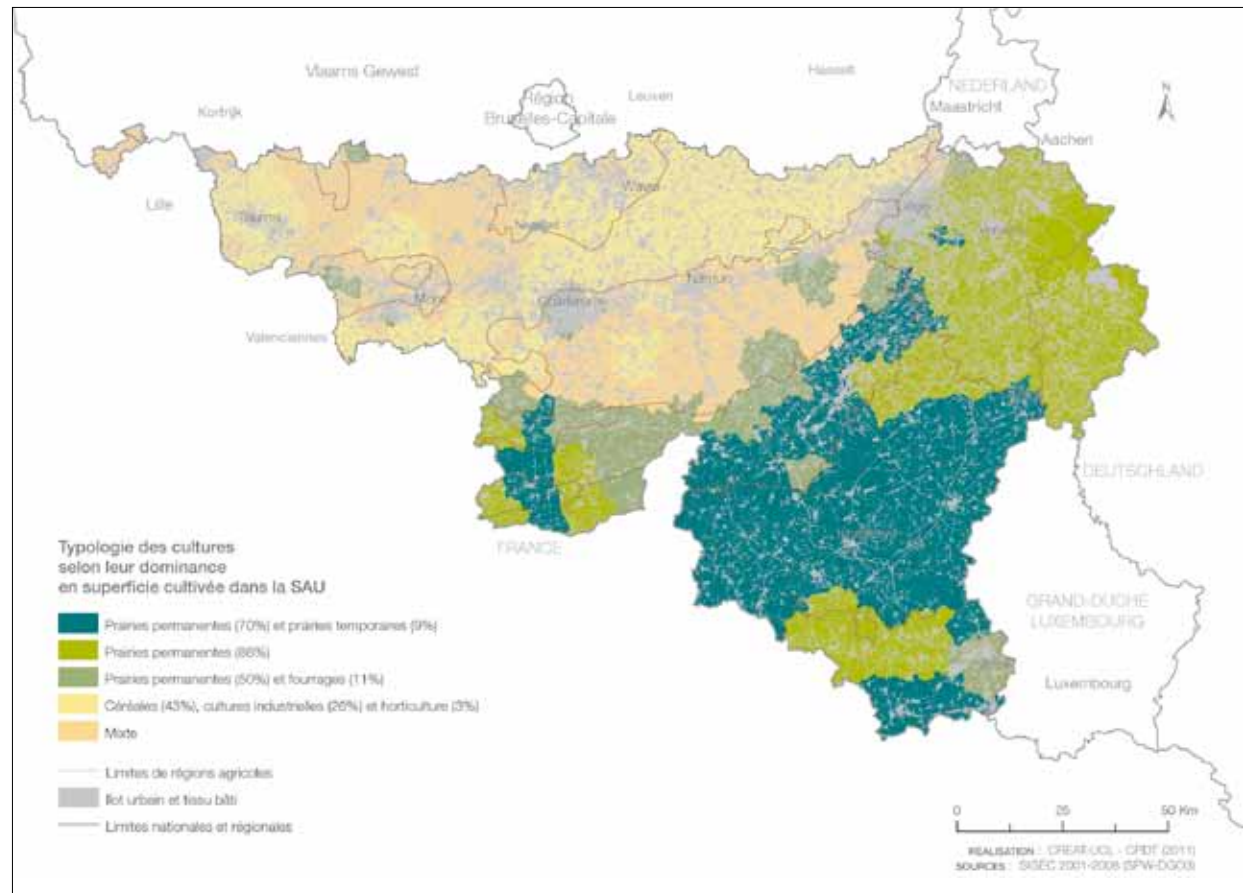 Vlaams Gewest
Hasselt
NEDERLAND
N
Kortrijk
Région
Bruxelles-Capitale
Leuven
Maastricht
Aachen
Lille
Tournai
Wavre
Mons
Charleroi
Namur
Valenciennes
DEUTSCHLAND
FRANCE
GRAND-DUCHE
LUXEMBOURG
Luxembourg
Typologie des cultures
selon leur dominance
en superficie cultivée dans la SAU
Prairies permanentes (70%) et prairies temporaires (9%)
Prairies permanentes (88%)
Prairies permanentes (50%) et fourrages (11%)
Céréales (43%), cultures industrielles (26%) et horticulture (3%)
Mixte
Limites de régions agricoles
Ilot urbain et tissu bâti
Limites nationales et régionales
0 25 50 Km
REALISATION : CREAT-UCL - CPDT (2011)
SOURCES : SIGEC 2001-2008 (SPW-DGO3)